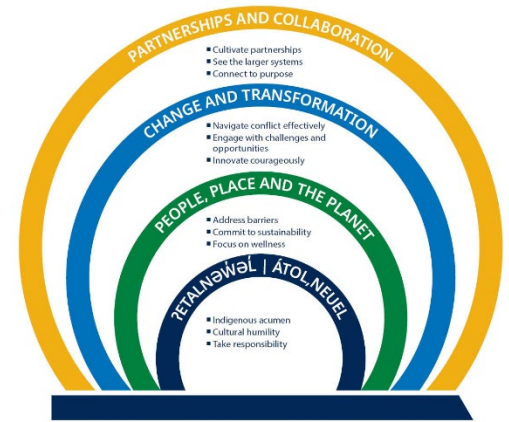 PARTNERSHIPS AND COLLABORATION
▪ Cultivate partnerships
▪ See the larger systems
▪ Connect to purpose
CHANGE AND TRANSFORMATION
▪ Navigate conflict effectively
▪ Engage with challenges and
opportunities
▪ Innovate courageously
PEOPLE, PLACE AND THE PLANET
▪ Address barriers
▪ Commit to sustainability
▪ Focus on wellness
ʔETALNƏW̓ƏL̓ | ÁTOL,NEUEL
▪ Indigenous acumen
▪ Cultural humility
▪ Take responsibility